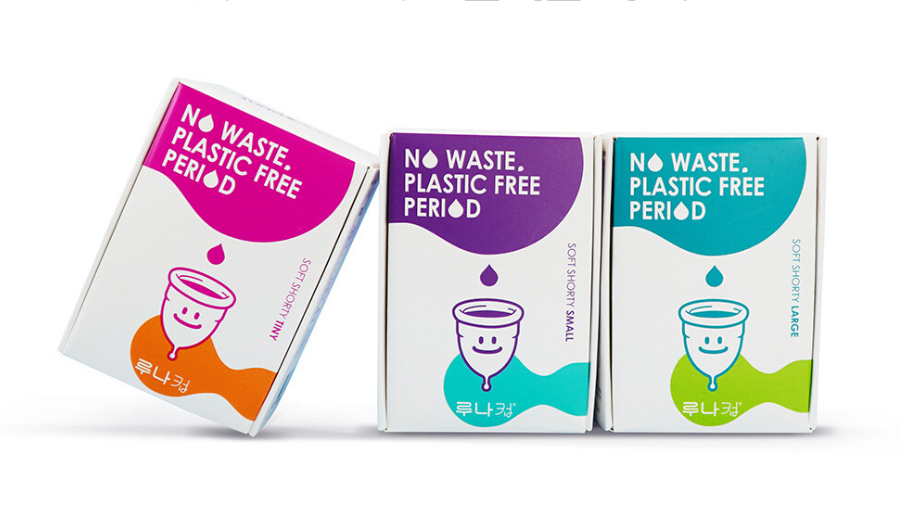 NO WASTE.
PLASTIC FREE
PERIOD
SOFT SHORTY TINY
루나컵
NO WASTE.
PLASTIC FREE
PERIOD
SOFT SHORTY SMALL
루나컵
NO WASTE.
PLASTIC FREE
PERIOD
SOFT SHORTY LARGE
루나컵